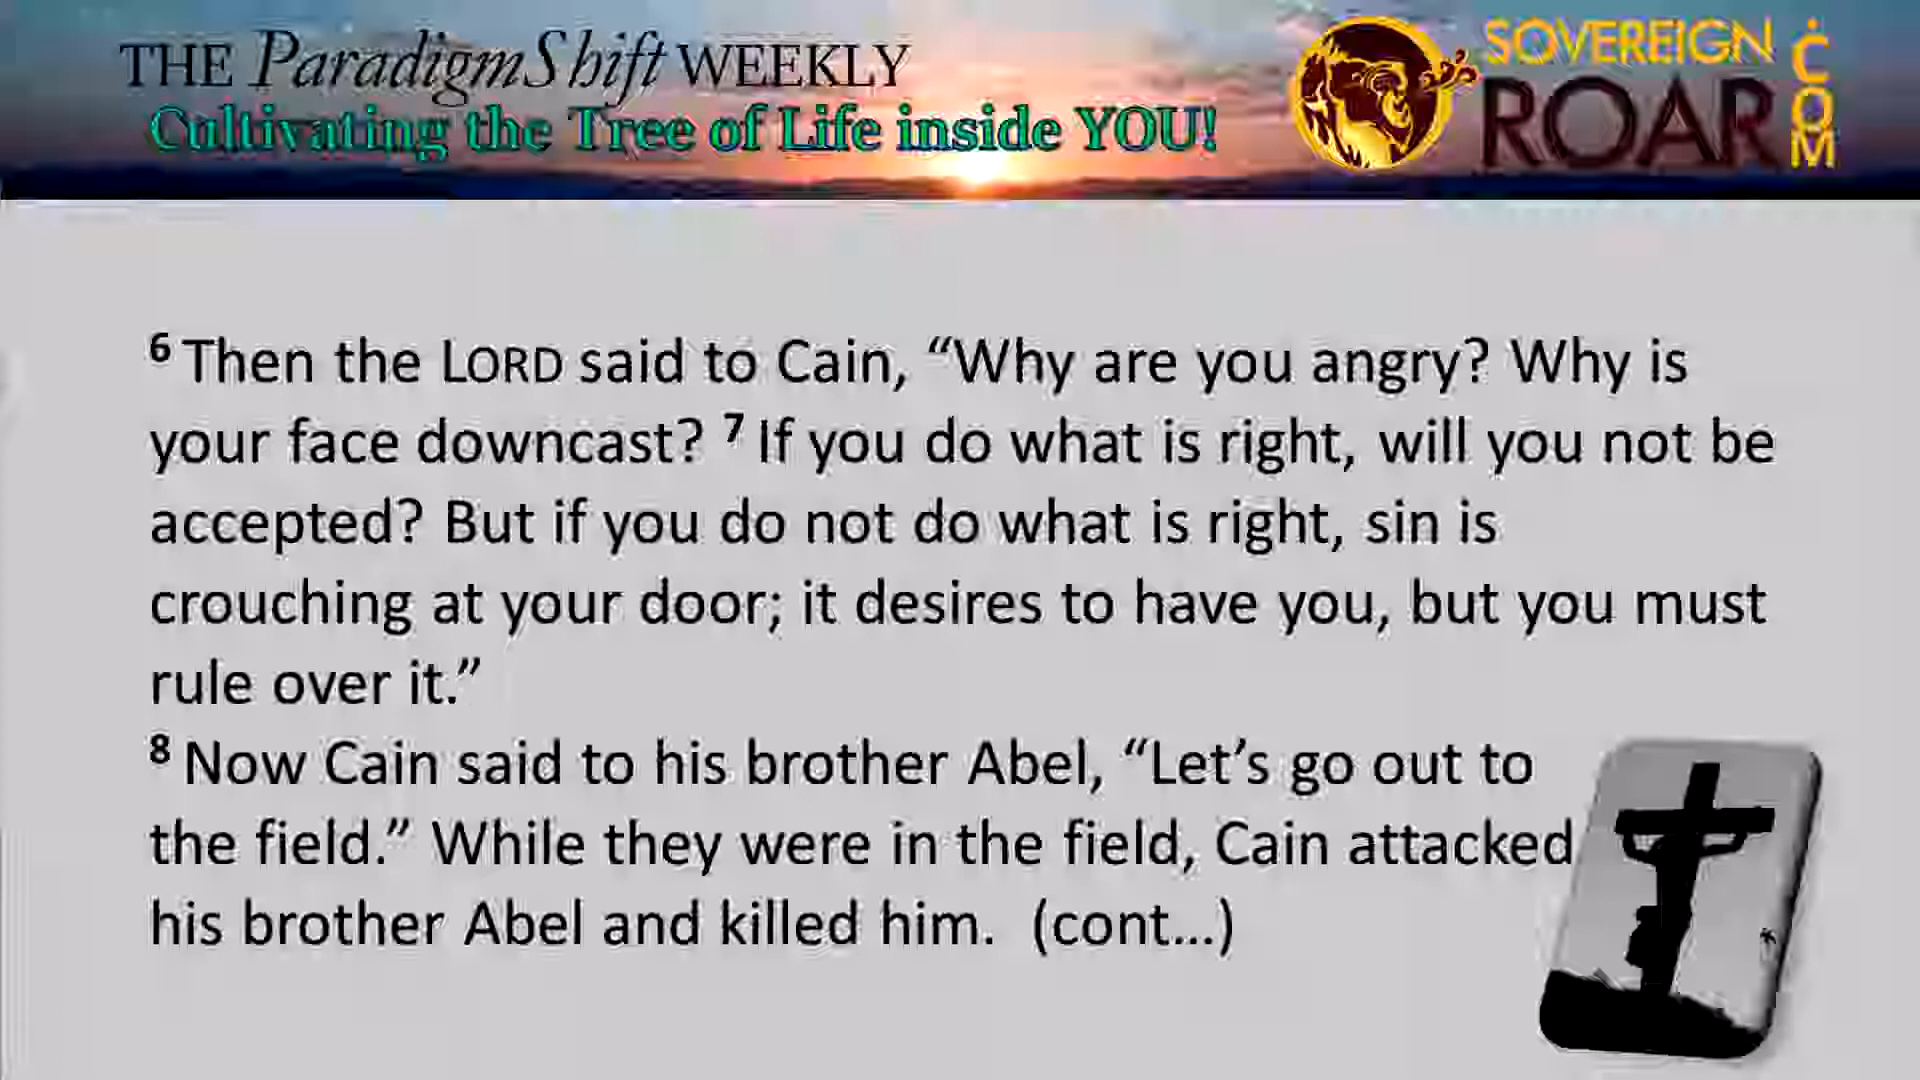 THE ParadigmShift WEEKLY
Cultivating the Tree of Life inside YOU!
SOVEREIGN
ROAR
.COM
6 Then the LORD said to Cain, “Why are you angry? Why is
your face downcast? 7 If you do what is right, will you not be
accepted? But if you do not do what is right, sin is
crouching at your door; it desires to have you, but you must
rule over it.”
8 Now Cain said to his brother Abel, “Let’s go out to
the field.” While they were in the field, Cain attacked
his brother Abel and killed him.  (cont...)